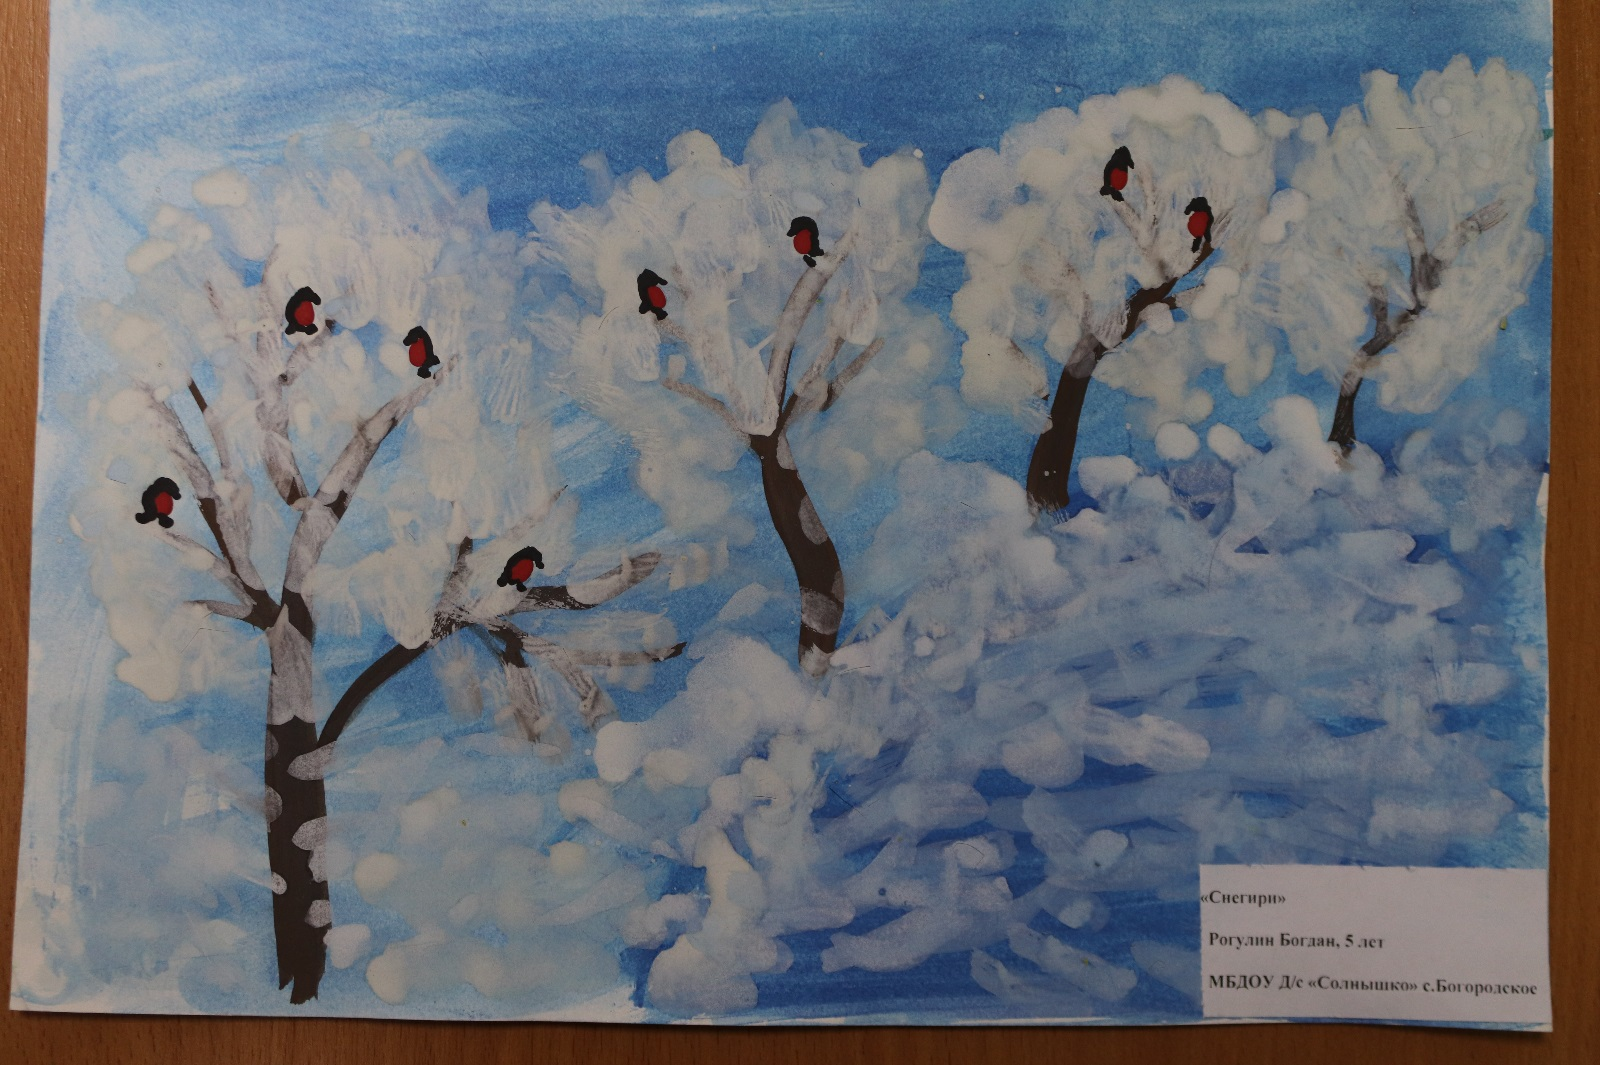 «Снегири»
Рогулин Богдан, 5 лет
МБДОУ Д/с «Солнышко» с.Богородское